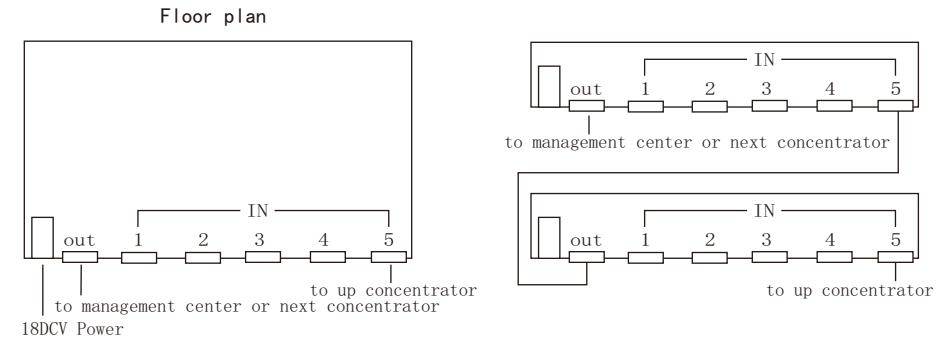 Floor plan
IN
out 1 2 3 4 5
to up concentrator
to management center or next concentrator
18DCV Power
IN
out 1 2 3 4 5
to management center or next concentrator
IN
out 1 2 3 4 5
to up concentrator